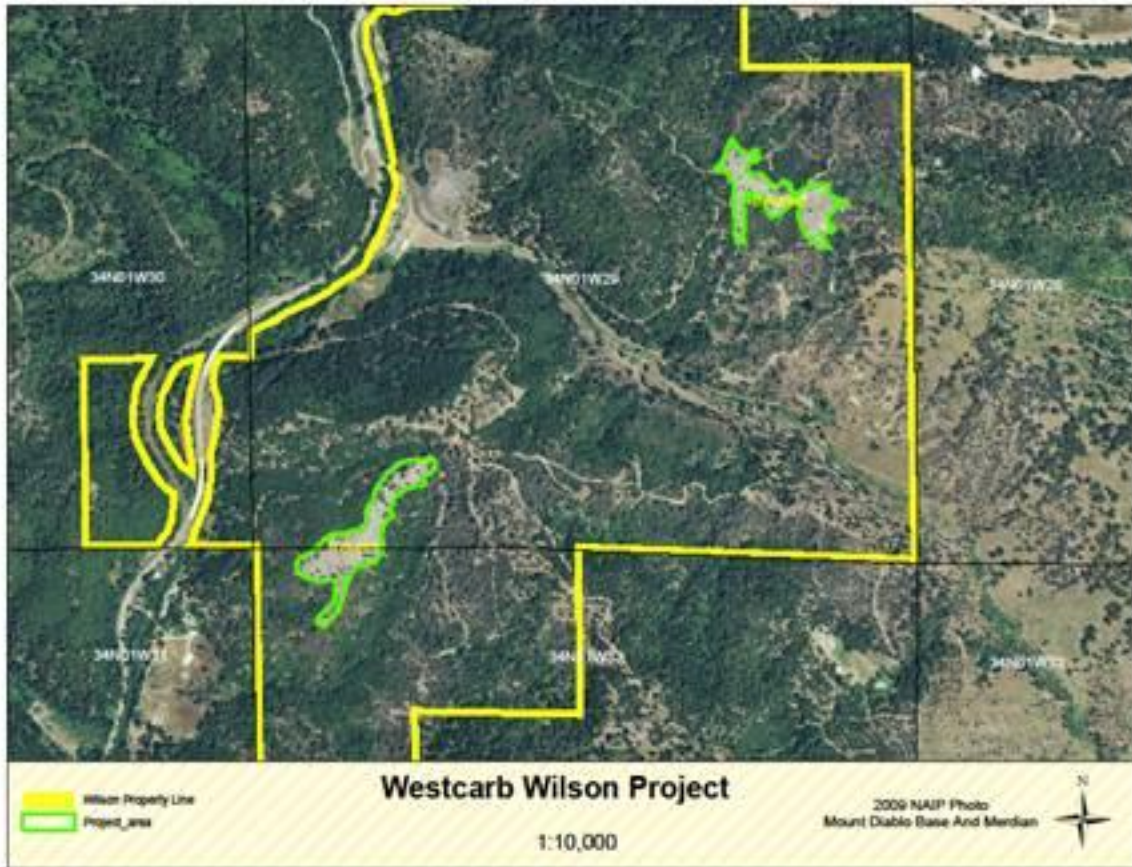 34N01W30
34N01W29
34N01W28
34N01W31
34N01W32
34N01W33
Westcarb Wilson Project
Wilson Property Line
Project_area
1:10,000
2009 NAIP Photo
Mount Diablo Base And Merdian
N